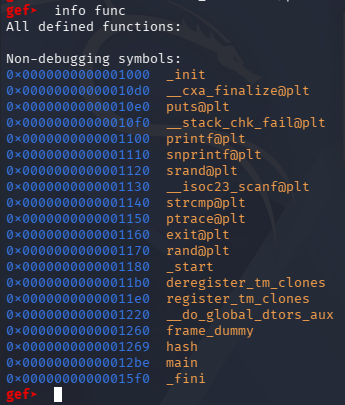 gef➤  info func
All defined functions:

Non-debugging symbols:
0x0000000000001000  _init
0x00000000000010d0  __cxa_finalize@plt
0x00000000000010e0  puts@plt
0x00000000000010f0  __stack_chk_fail@plt
0x0000000000001100  printf@plt
0x0000000000001110  snprintf@plt
0x0000000000001120  srand@plt
0x0000000000001130  __isoc23_scanf@plt
0x0000000000001140  strcmp@plt
0x0000000000001150  ptrace@plt
0x0000000000001160  exit@plt
0x0000000000001170  rand@plt
0x0000000000001180  _start
0x00000000000011b0  deregister_tm_clones
0x00000000000011e0  register_tm_clones
0x0000000000001220  __do_global_dtors_aux
0x0000000000001260  frame_dummy
0x0000000000001269  hash
0x00000000000012be  main
0x00000000000015f0  _fini
gef➤